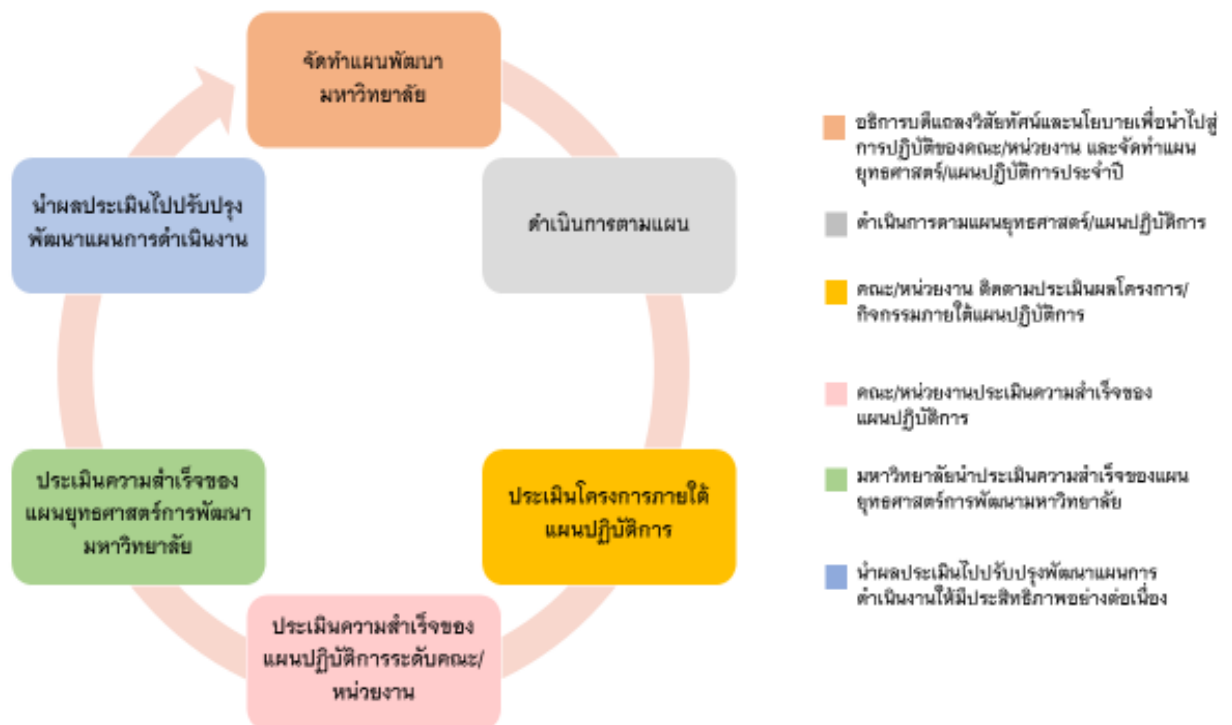 จัดทำแผนพัฒนา
มหาวิทยาลัย
นำผลประเมินไปปรับปรุง
พัฒนาแผนการดำเนินงาน
ดำเนินการตามแผน
ประเมินความสำเร็จของ
แผนยุทธศาสตร์การพัฒนา
มหาวิทยาลัย
ประเมินโครงการภายใต้
แผนปฏิบัติการ
ประเมินความสำเร็จของ
แผนปฏิบัติการระดับคณะ/
หน่วยงาน
อธิการบดีแถลงวิสัยทัศน์และนโยบายเพื่อนำไปสู่
การปฏิบัติของคณะ/หน่วยงาน และจัดทำแผน
ยุทธศาสตร์/แผนปฏิบัติการประจำปี
ดำเนินการตามแผนยุทธศาสตร์/แผนปฏิบัติการ
คณะ/หน่วยงาน ติดตามประเมินผลโครงการ/
กิจกรรมภายใต้แผนปฏิบัติการ
คณะ/หน่วยงานประเมินความสำเร็จของ
แผนปฏิบัติการ
มหาวิทยาลัยนำประเมินความสำเร็จของแผน
ยุทธศาสตร์การพัฒนามหาวิทยาลัย
นำผลประเมินไปปรับปรุงพัฒนาแผนการ
ดำเนินงานให้มีประสิทธิภาพอย่างต่อเนื่อง